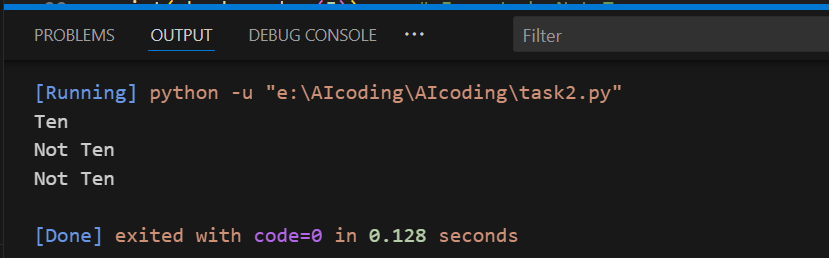 PROBLEMS OUTPUT DEBUG CONSOLE ··· Filter
[Running] python -u "e:\AIcoding\AIcoding\task2.py"
Ten
Not Ten
Not Ten
[Done] exited with code=0 in 0.128 seconds